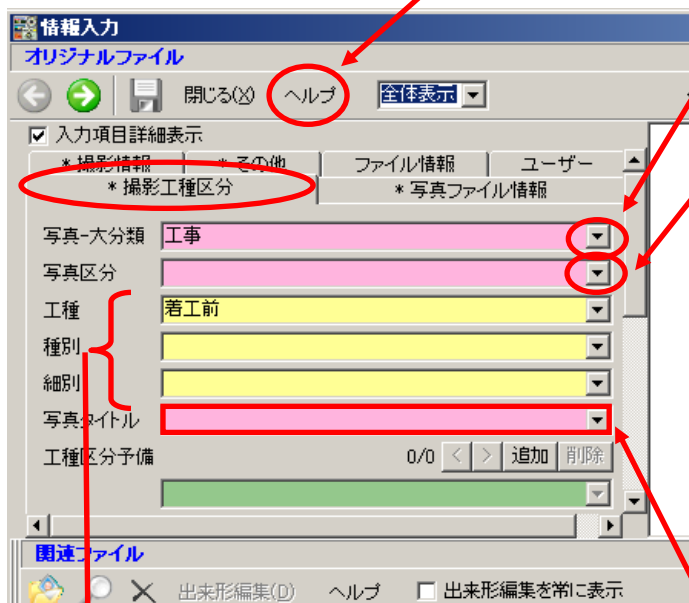 情報入力
オリジナルファイル
閉じる(X) ヘルプ 全体表示
入力項目詳細表示
* 撮影情報 * その他 ファイル情報 ユーザー
* 撮影工種区分 * 写真ファイル情報
写真-大分類 工事
写真区分
工種 着工前
種別
細別
写真タイトル
工種区分予備 0/0 < > 追加 削除
関連ファイル
出来形編集(D) ヘルプ 出来形編集を常に表示